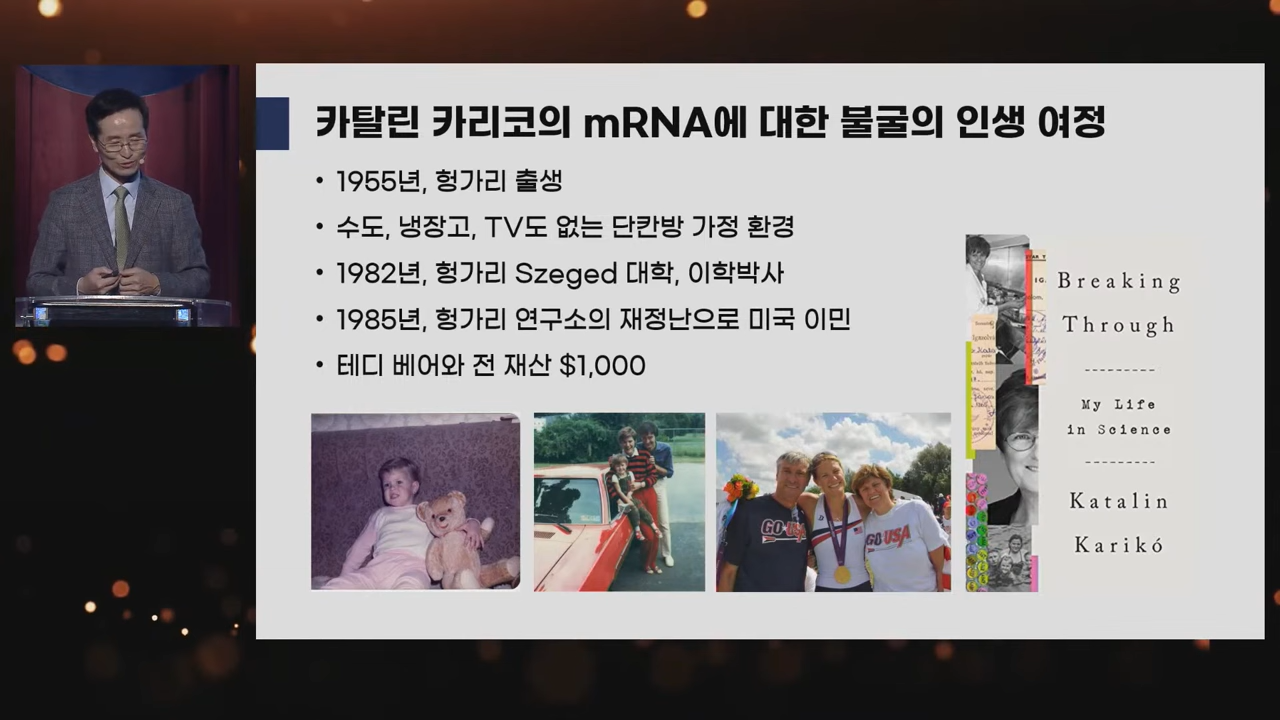 카탈린 카리코의 mRNA에 대한 불굴의 인생 여정
• 1955년, 헝가리 출생
• 수도, 냉장고, TV도 없는 단칸방 가정 환경
• 1982년, 헝가리 Szeged 대학, 이학박사
• 1985년, 헝가리 연구소의 재정난으로 미국 이민
• 테디 베어와 전 재산 $1,000
GO USA
GO USA
Breaking
Through
My Life
in Science
Katalin
Karikó